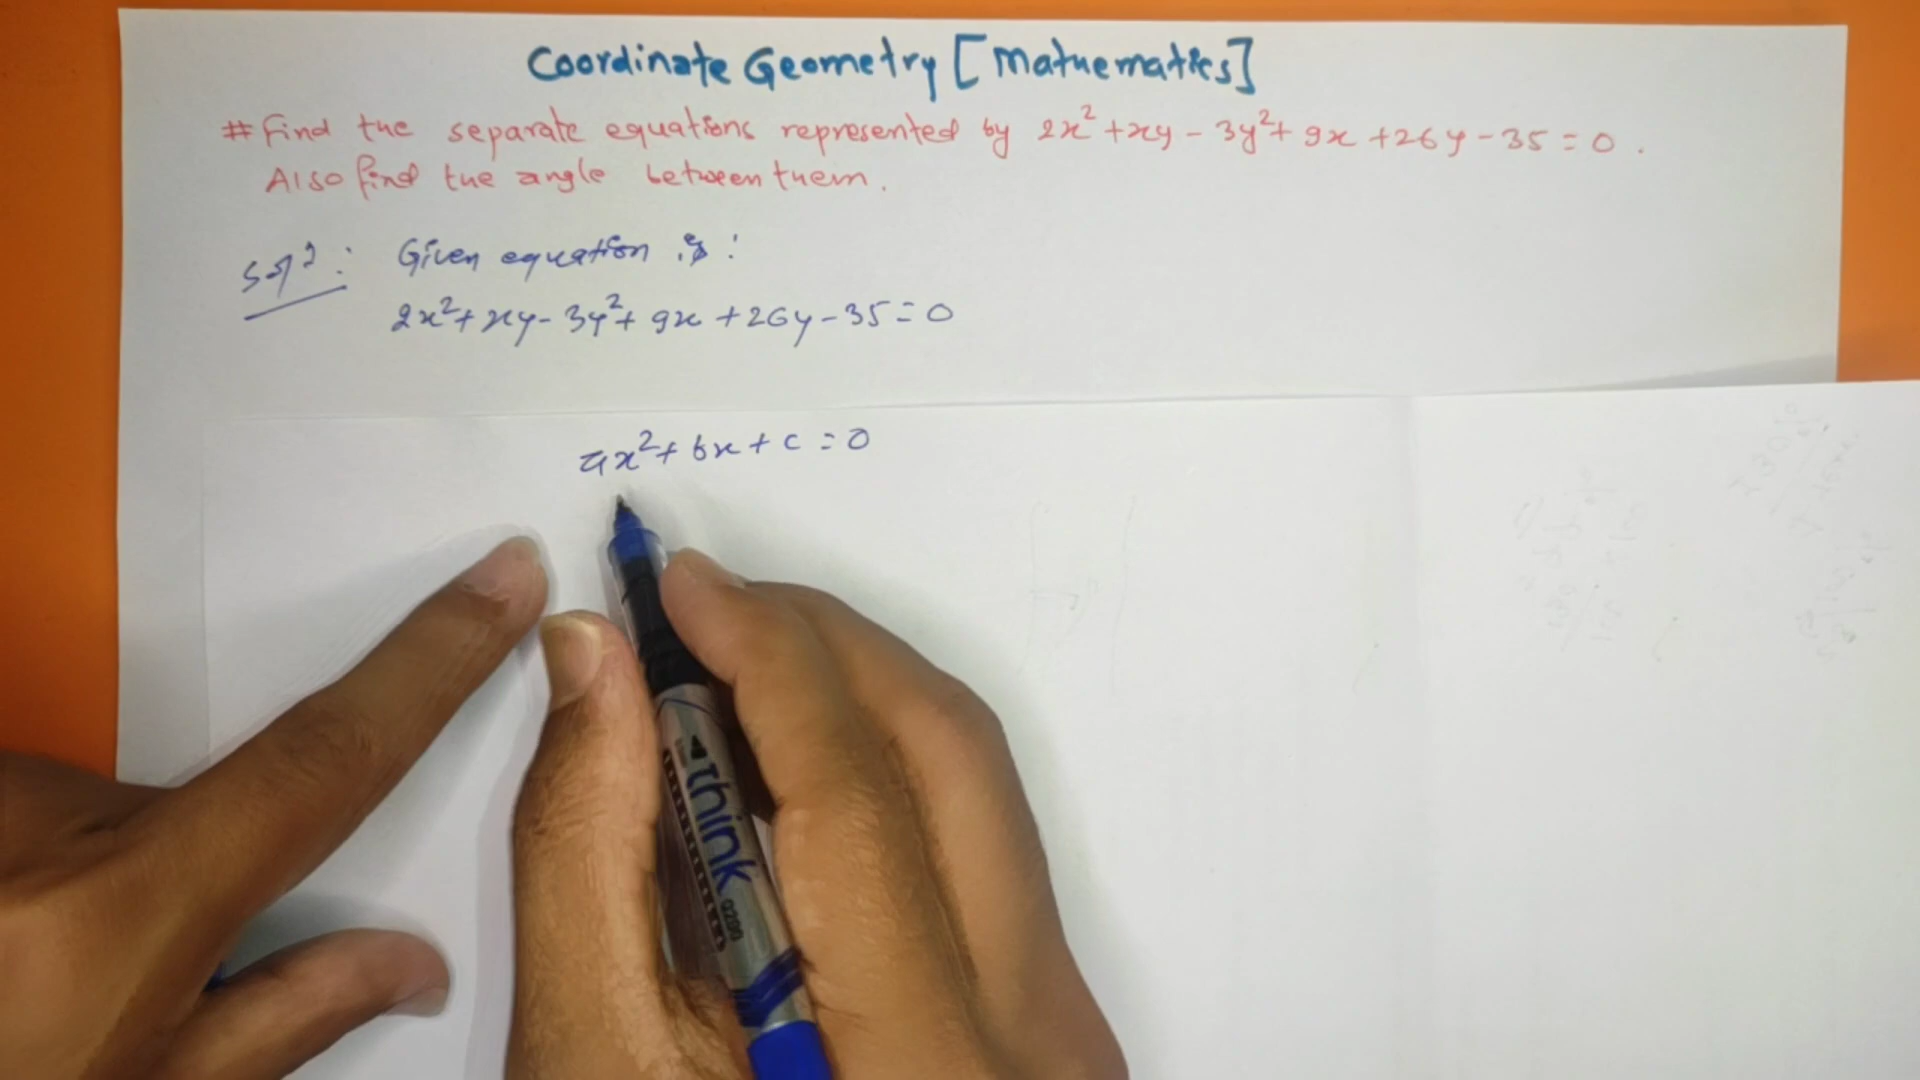 Coordinate Geometry [Mathematics]
# Find the separate equations represented by 2x²+xy-3y²+9x+26y-35=0.
Also find the angle between them.
Solⁿ: Given equation is:
2x²+xy-3y²+9x+26y-35=0
ax²+bx+c=0
think